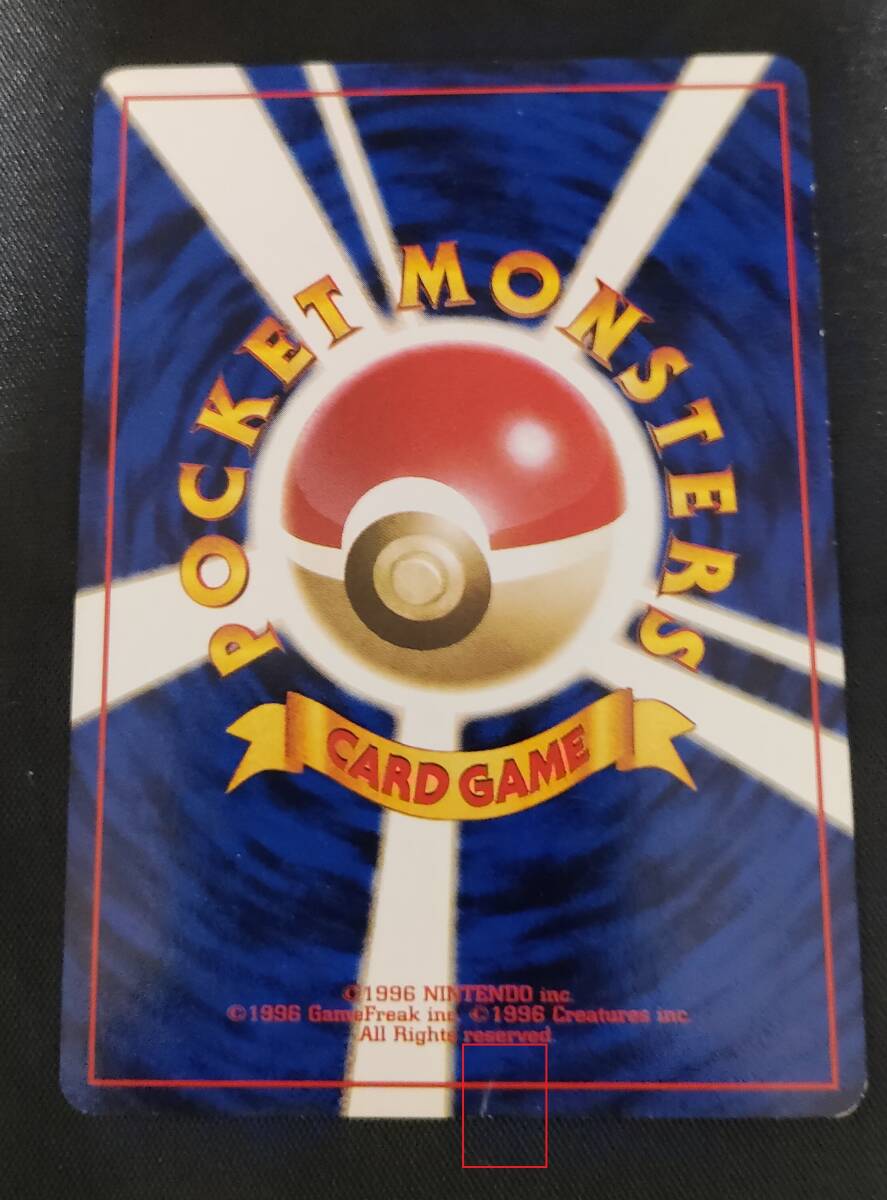 POCKET MONSTERS
CARD GAME
©1996 NINTENDO inc.
©1996 GameFreak inc. ©1996 Creatures inc.
All Rights reserved.